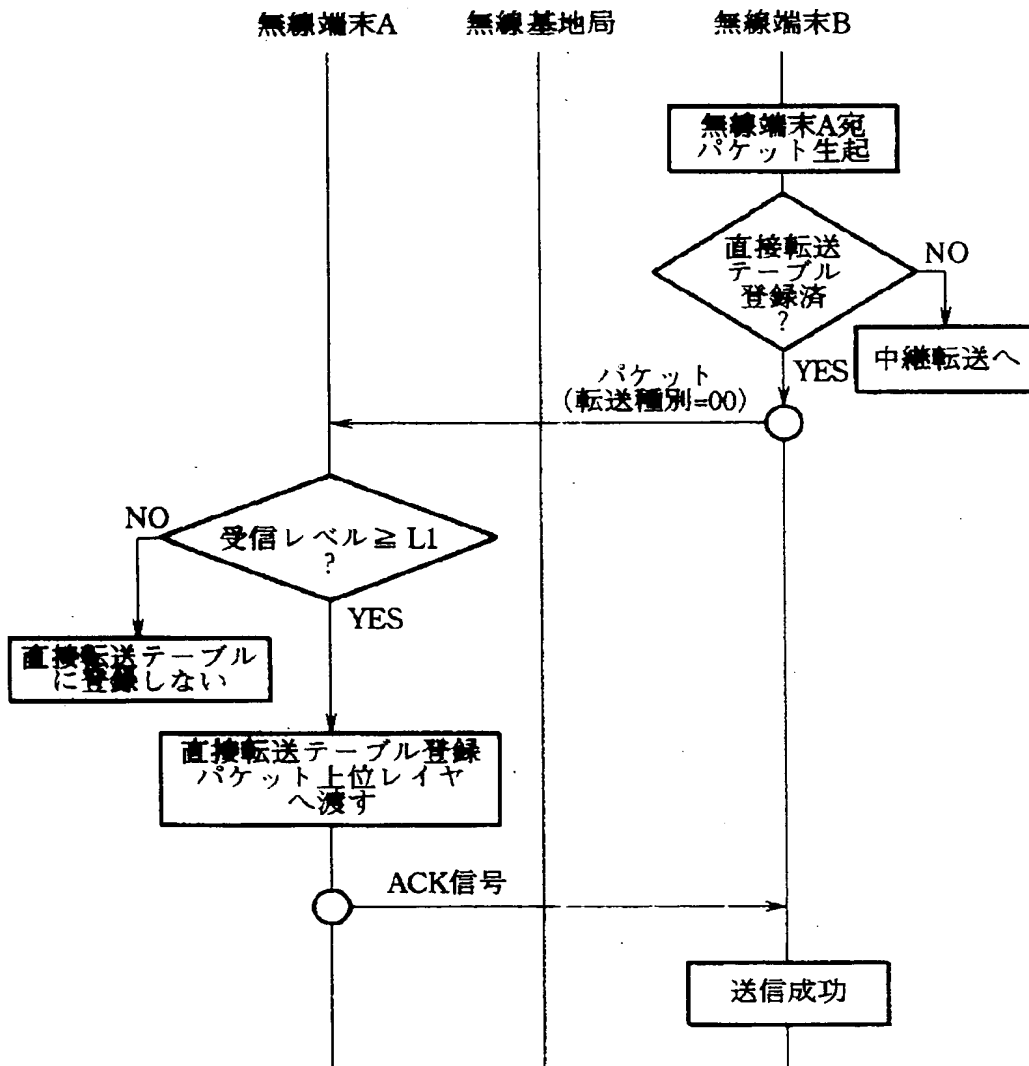 無線端末A
無線基地局
無線端末B
無線端末A宛
パケット生起
直接転送
テーブル
登録済
?
NO
中継転送へ
YES
パケット
(転送種別=00)
受信レベル≧L1
?
NO
YES
直接転送テーブル
に登録しない
直接転送テーブル登録
パケット上位レイヤ
へ渡す
ACK信号
送信成功